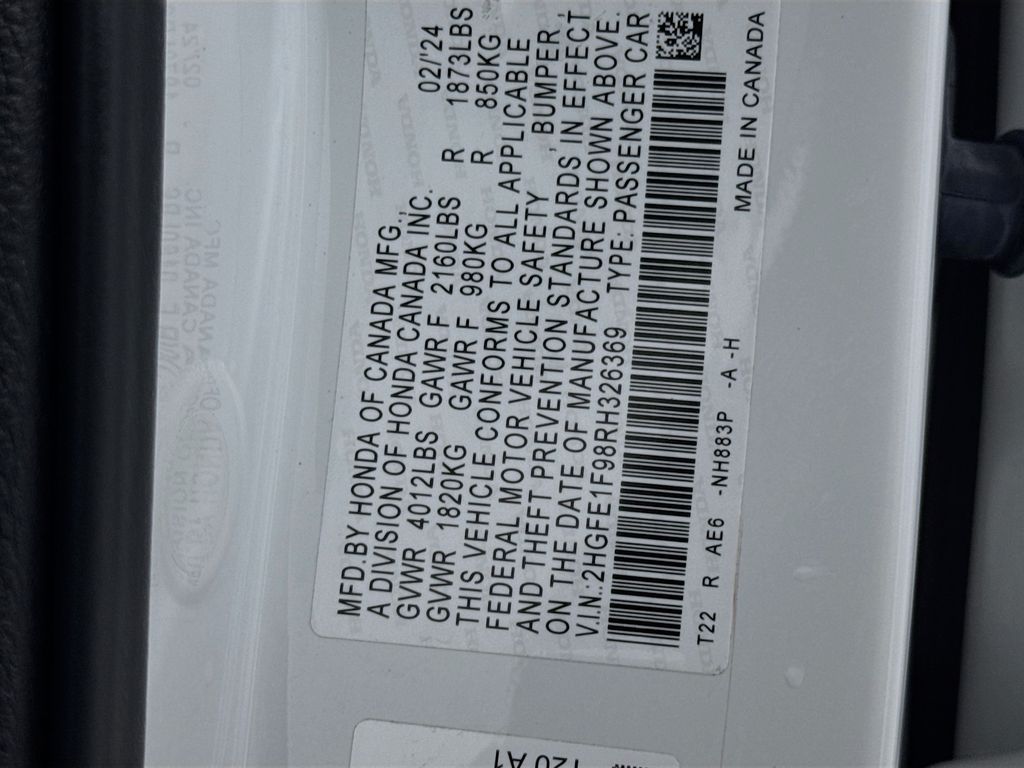 MFD.BY HONDA OF CANADA MFG., 02/'24
A DIVISION OF HONDA CANADA INC.
GVWR 4012LBS GAWR F 2160LBS R 1873LBS
GVWR 1820KG GAWR F 980KG R 850KG
THIS VEHICLE CONFORMS TO ALL APPLICABLE
FEDERAL MOTOR VEHICLE SAFETY , BUMPER,
AND THEFT PREVENTION STANDARDS IN EFFECT
ON THE DATE OF MANUFACTURE SHOWN ABOVE.
V.I.N.:2HGFE1F98RH326369 TYPE: PASSENGER CAR
T22 R AE6 -NH883P -A -H MADE IN CANADA